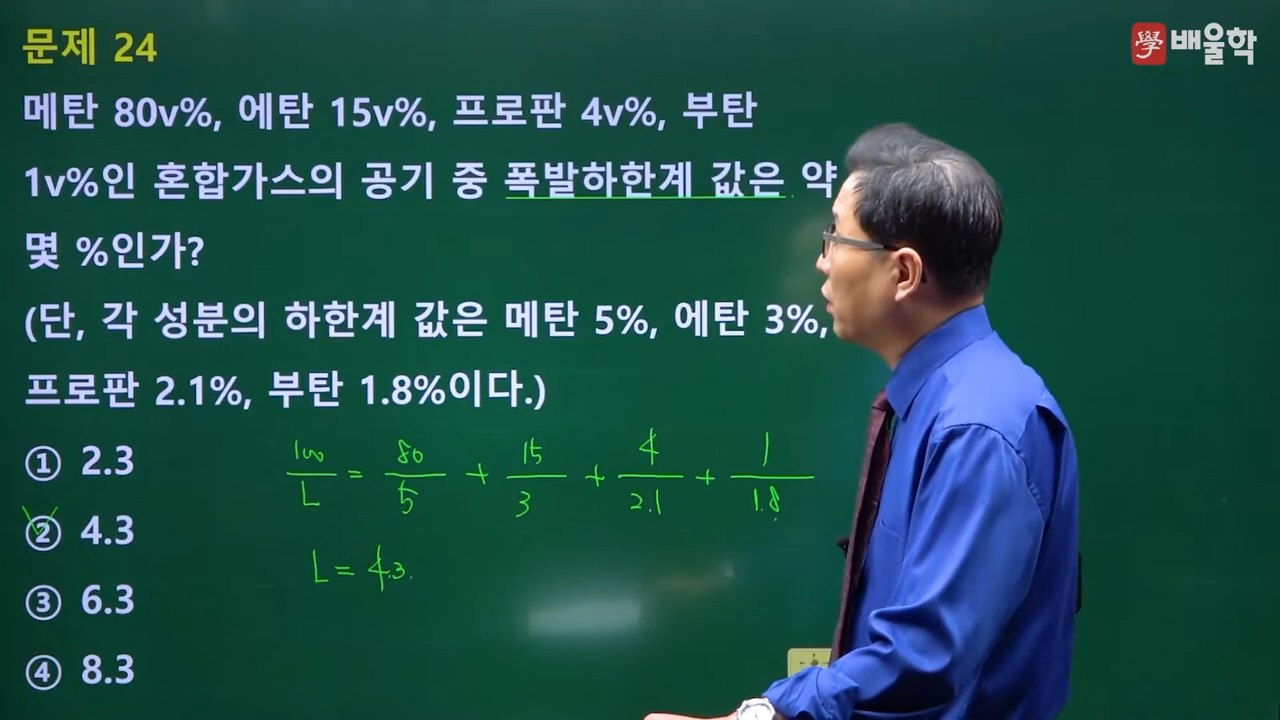 문제 24
學 배울학
메탄 80v%, 에탄 15v%, 프로판 4v%, 부탄
1v%인 혼합가스의 공기 중 폭발하한계 값은 약
몇 %인가?
(단, 각 성분의 하한계 값은 메탄 5%, 에탄 3%,
프로판 2.1%, 부탄 1.8%이다.)
① 2.3
② 4.3
③ 6.3
④ 8.3
100/L = 80/5 + 15/3 + 4/2.1 + 1/1.8
L = 4.3.